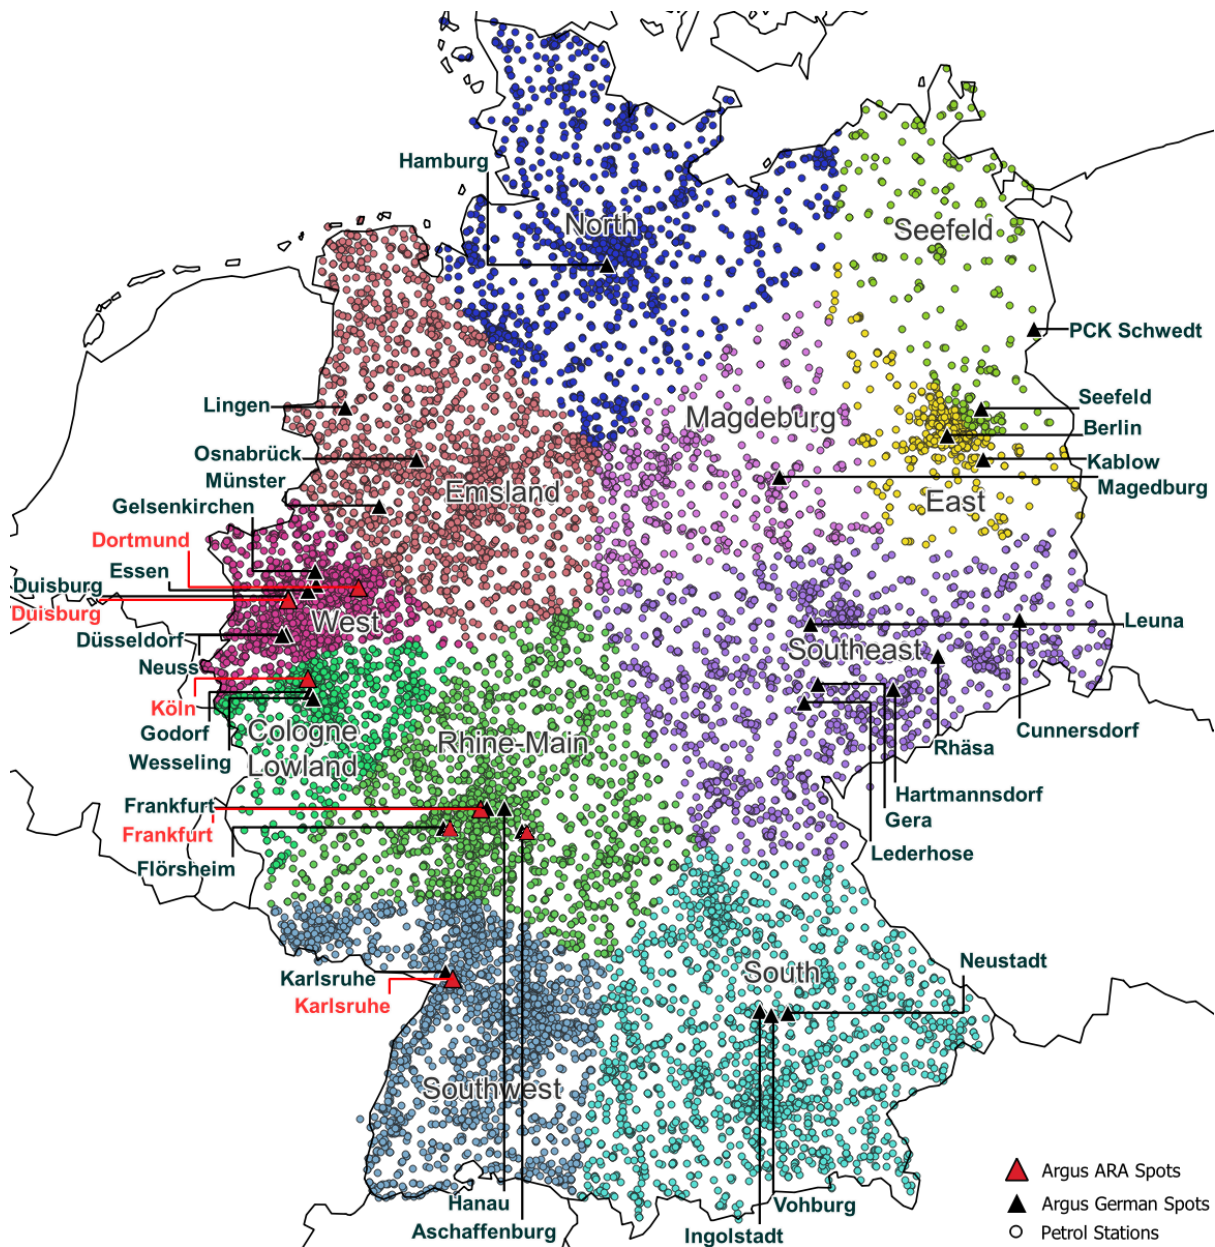 Hamburg
North
Seefeld
PCK Schwedt
Lingen
Magdeburg
Seefeld
Berlin
Osnabrück
Kablow
Münster
Emsland
East
Magedburg
Gelsenkirchen
Dortmund
Essen
Duisburg
Duisburg
West
Leuna
Düsseldorf
Southeast
Neuss
Köln
Godorf
Cologne
Lowland
Rhine-Main
Wesseling
Rhäsa
Cunnersdorf
Hartmannsdorf
Gera
Frankfurt
Frankfurt
Lederhose
Flörsheim
Neustadt
South
Karlsruhe
Karlsruhe
Southwest
Argus ARA Spots
Hanau
Vohburg
Argus German Spots
Aschaffenburg
Ingolstadt
Petrol Stations